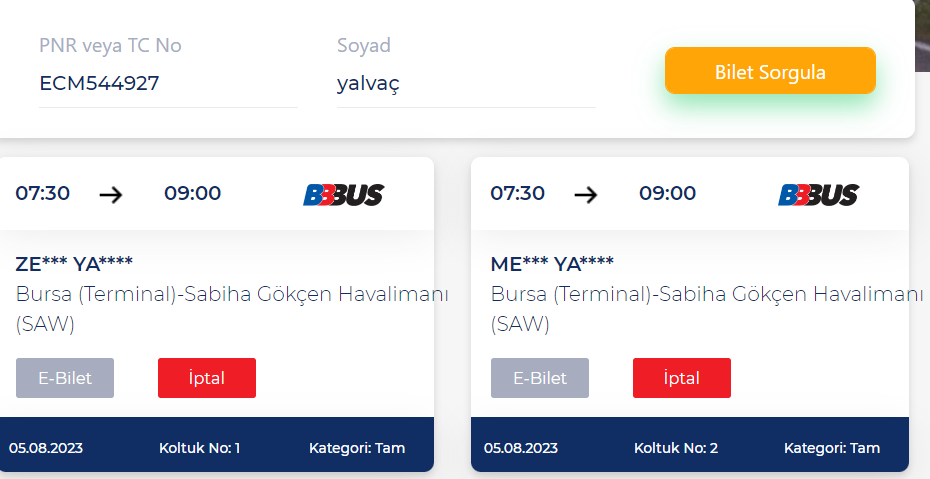 PNR veya TC No Soyad
ECM544927 yalvaç Bilet Sorgula
07:30 → 09:00 BBBUS
ZE*** YA****
Bursa (Terminal)-Sabiha Gökçen Havalimanı
(SAW)
E-Bilet İptal
05.08.2023 Koltuk No: 1 Kategori: Tam
07:30 → 09:00 BBBUS
ME*** YA****
Bursa (Terminal)-Sabiha Gökçen Havalimanı
(SAW)
E-Bilet İptal
05.08.2023 Koltuk No: 2 Kategori: Tam